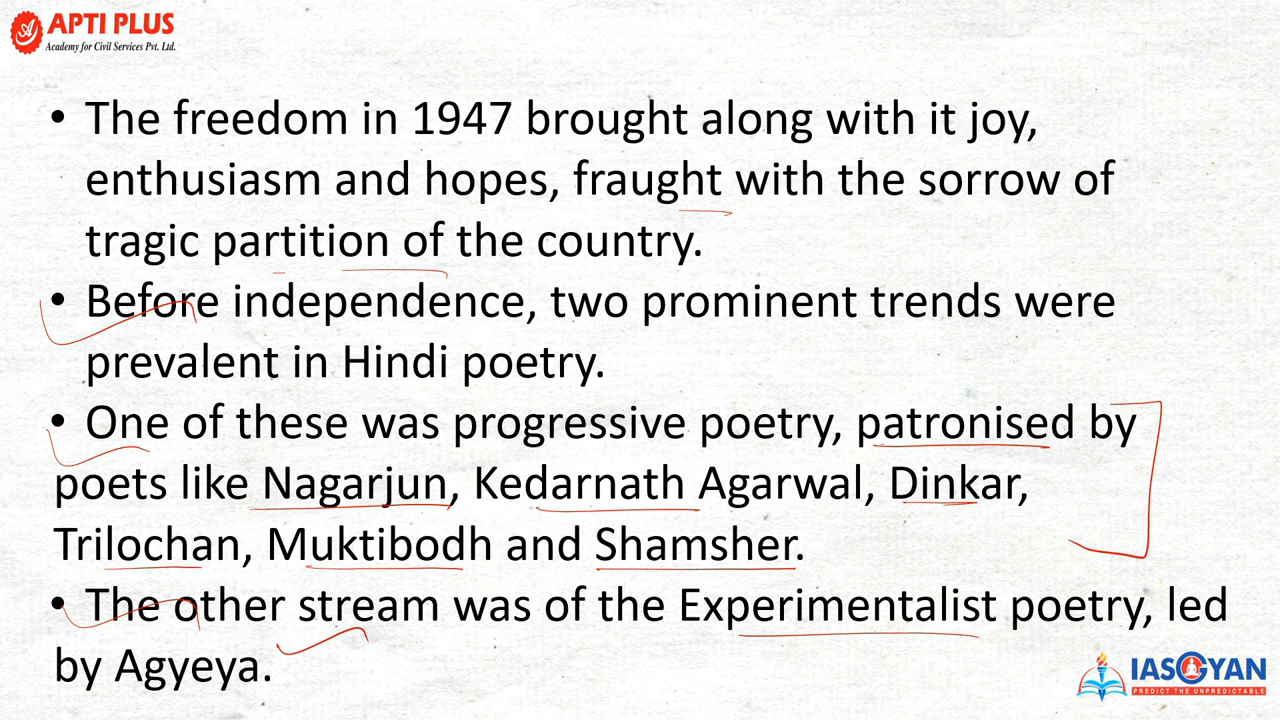 APTI PLUS
Academy for Civil Services Pvt. Ltd.
• The freedom in 1947 brought along with it joy,
enthusiasm and hopes, fraught with the sorrow of
tragic partition of the country.
• Before independence, two prominent trends were
prevalent in Hindi poetry.
• One of these was progressive poetry, patronised by
poets like Nagarjun, Kedarnath Agarwal, Dinkar,
Trilochan, Muktibodh and Shamsher.
• The other stream was of the Experimentalist poetry, led
by Agyeya.
IASGYAN
PREDICT THE UNPREDICTABLE